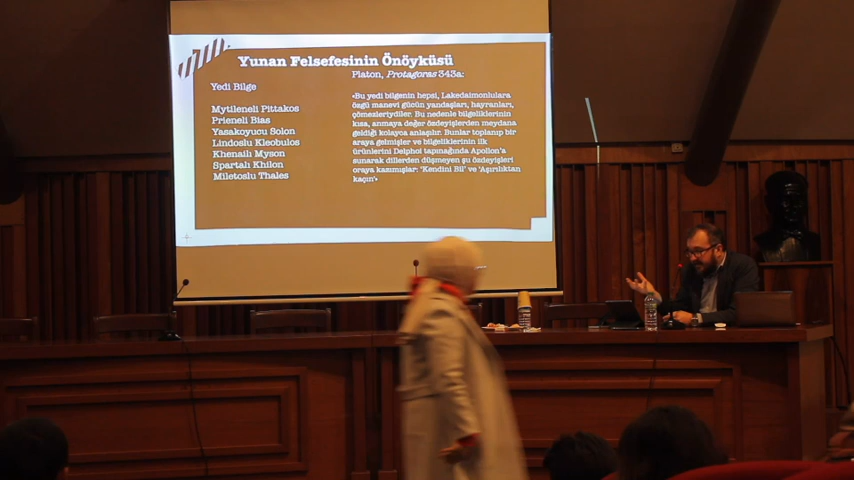 Yunan Felsefesinin Önöyküsü
Yedi Bilge
Mytileneli Pittakos
Prieneli Bias
Yasakoyucu Solon
Lindoslu Kleobulos
Khenaili Myson
Spartalı Khilon
Miletoslu Thales
Platon, Protagoras 343a:
«Bu yedi bilgenin hepsi, Lakedaimonlulara
özgü manevi gücün yandaşları, hayranları,
çömezleriydiler. Bu nedenle bilgeliklerinin
kısa, anmaya değer özdeyişlerden meydana
geldiği kolayca anlaşılır. Bunlar toplanıp bir
araya gelmişler ve bilgeliklerinin ilk
ürünlerini Delphoi tapınağında Apollon'a
sunarak dillerden düşmeyen şu özdeyişleri
oraya kazımışlar: 'Kendini Bil' ve 'Aşırılıktan
kaçın'»